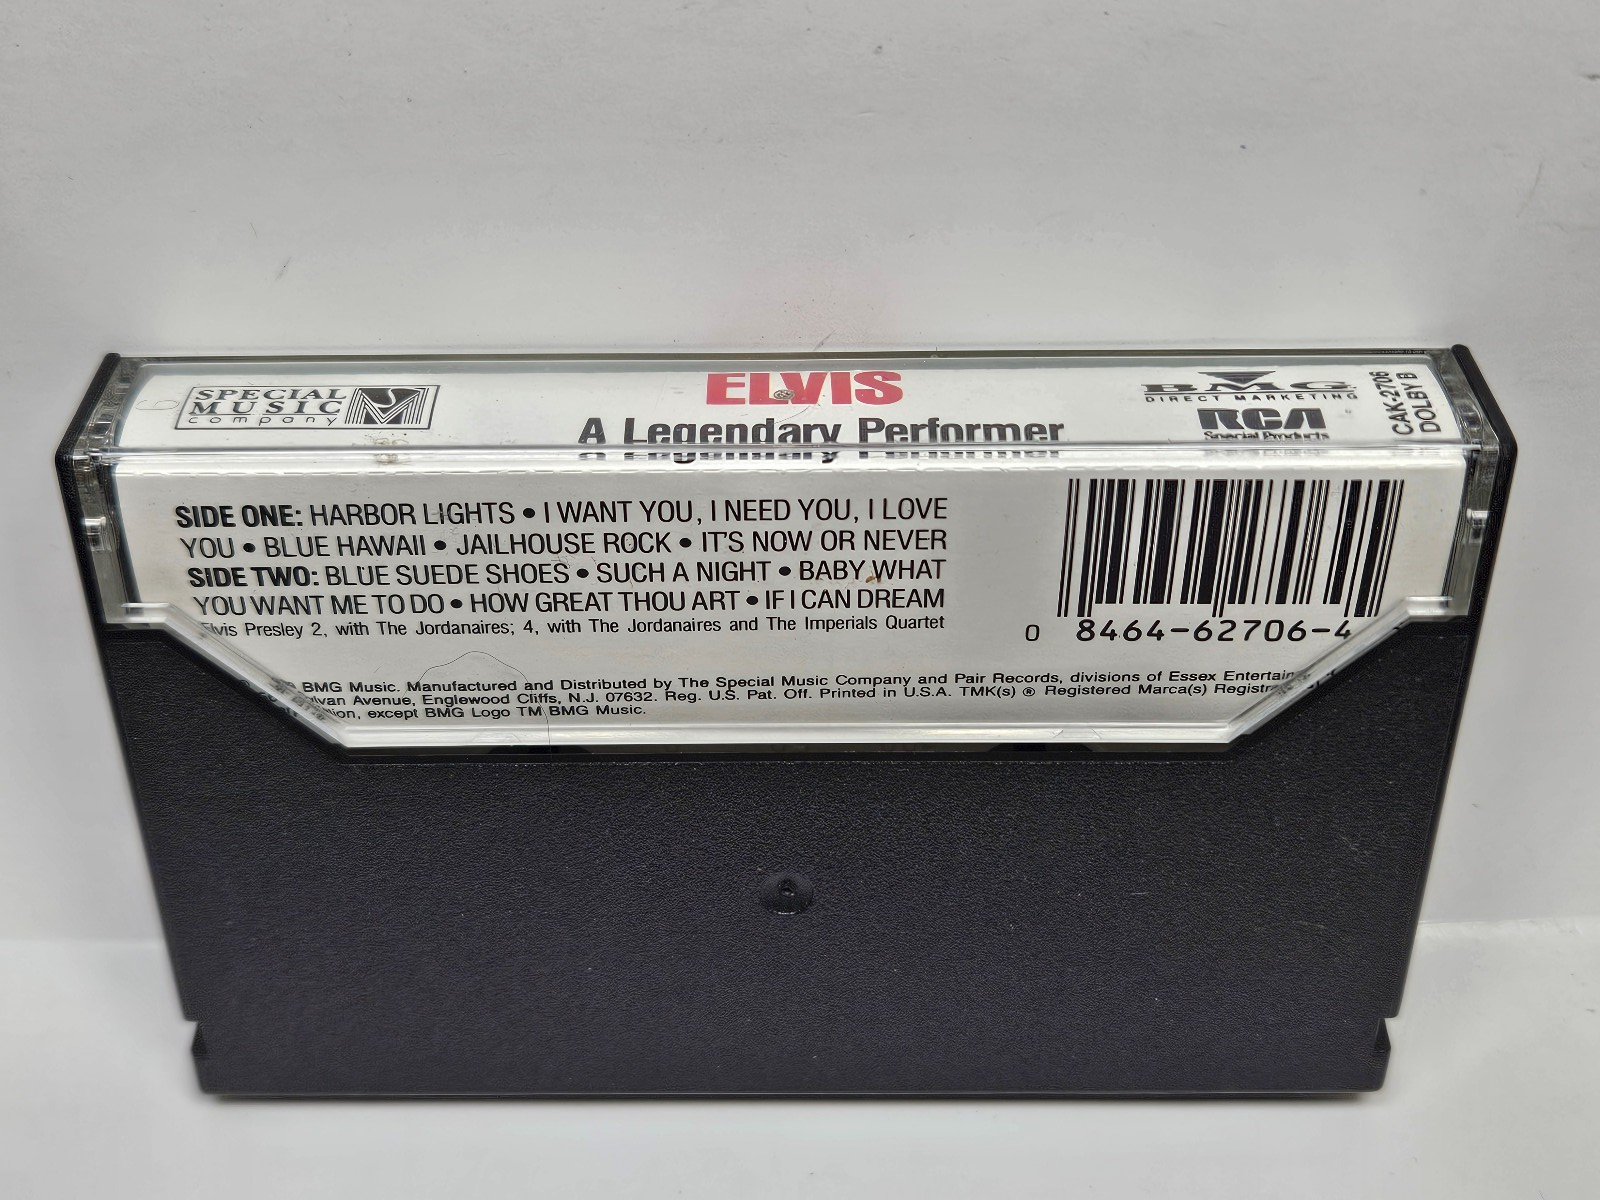 SPECIAL
MUSIC
company
ELVIS
A Legendary Performer
BMG
DIRECT MARKETING
RCA
Special Products
CAK-2706
DOLBY B
SIDE ONE: HARBOR LIGHTS • I WANT YOU, I NEED YOU, I LOVE
YOU • BLUE HAWAII • JAILHOUSE ROCK • IT'S NOW OR NEVER
SIDE TWO: BLUE SUEDE SHOES • SUCH A NIGHT • BABY WHAT
YOU WANT ME TO DO • HOW GREAT THOU ART • IF I CAN DREAM
Elvis Presley 2, with The Jordanaires; 4, with The Jordanaires and The Imperials Quartet
0 8464-62706-4
BMG Music. Manufactured and Distributed by The Special Music Company and Pair Records, divisions of Essex
Avenue, Englewood Cliffs, N.J. 07632. Reg. U.S. Pat. Off. Printed in U.S.A. TMK(s) ® Registered Marca(s)
except BMG Logo TM BMG Music.